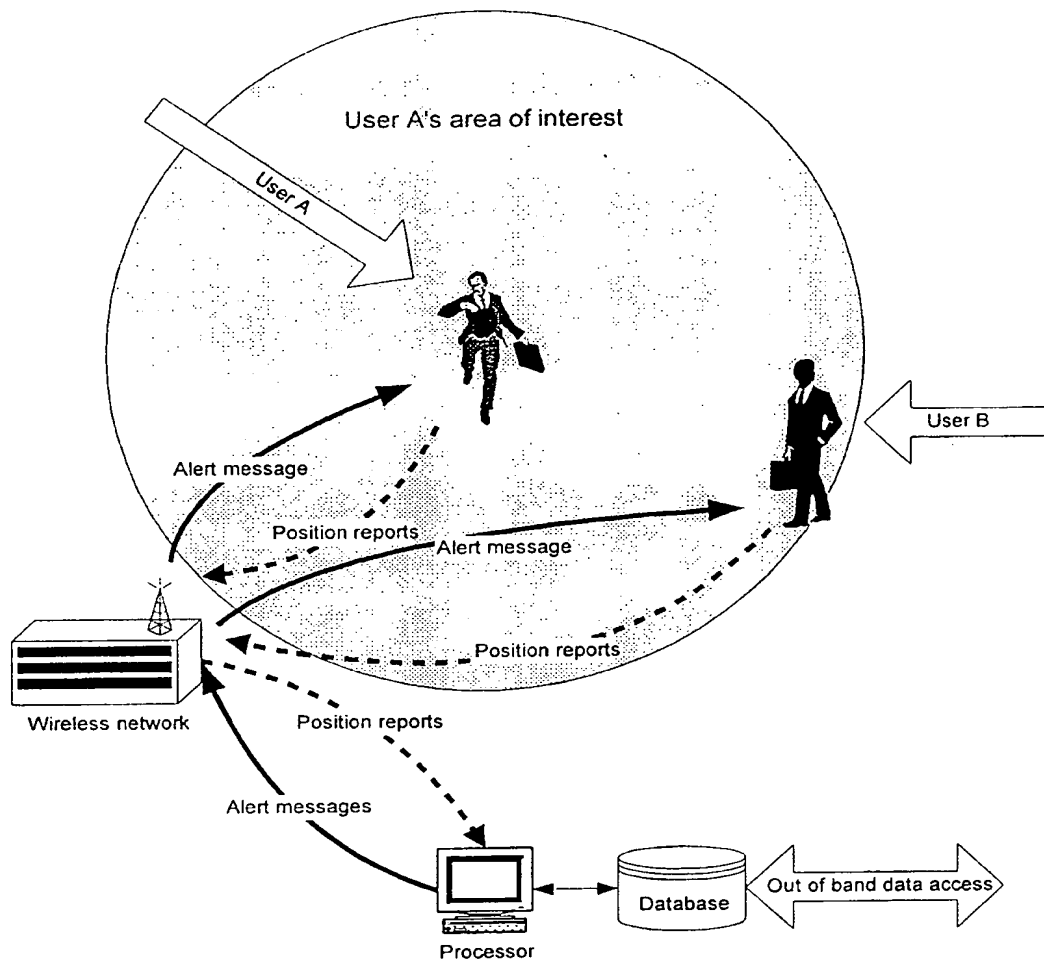 User A's area of interest
User A
User B
Alert message
Position reports
Alert message
Position reports
Wireless network
Position reports
Alert messages
Out of band data access
Database
Processor